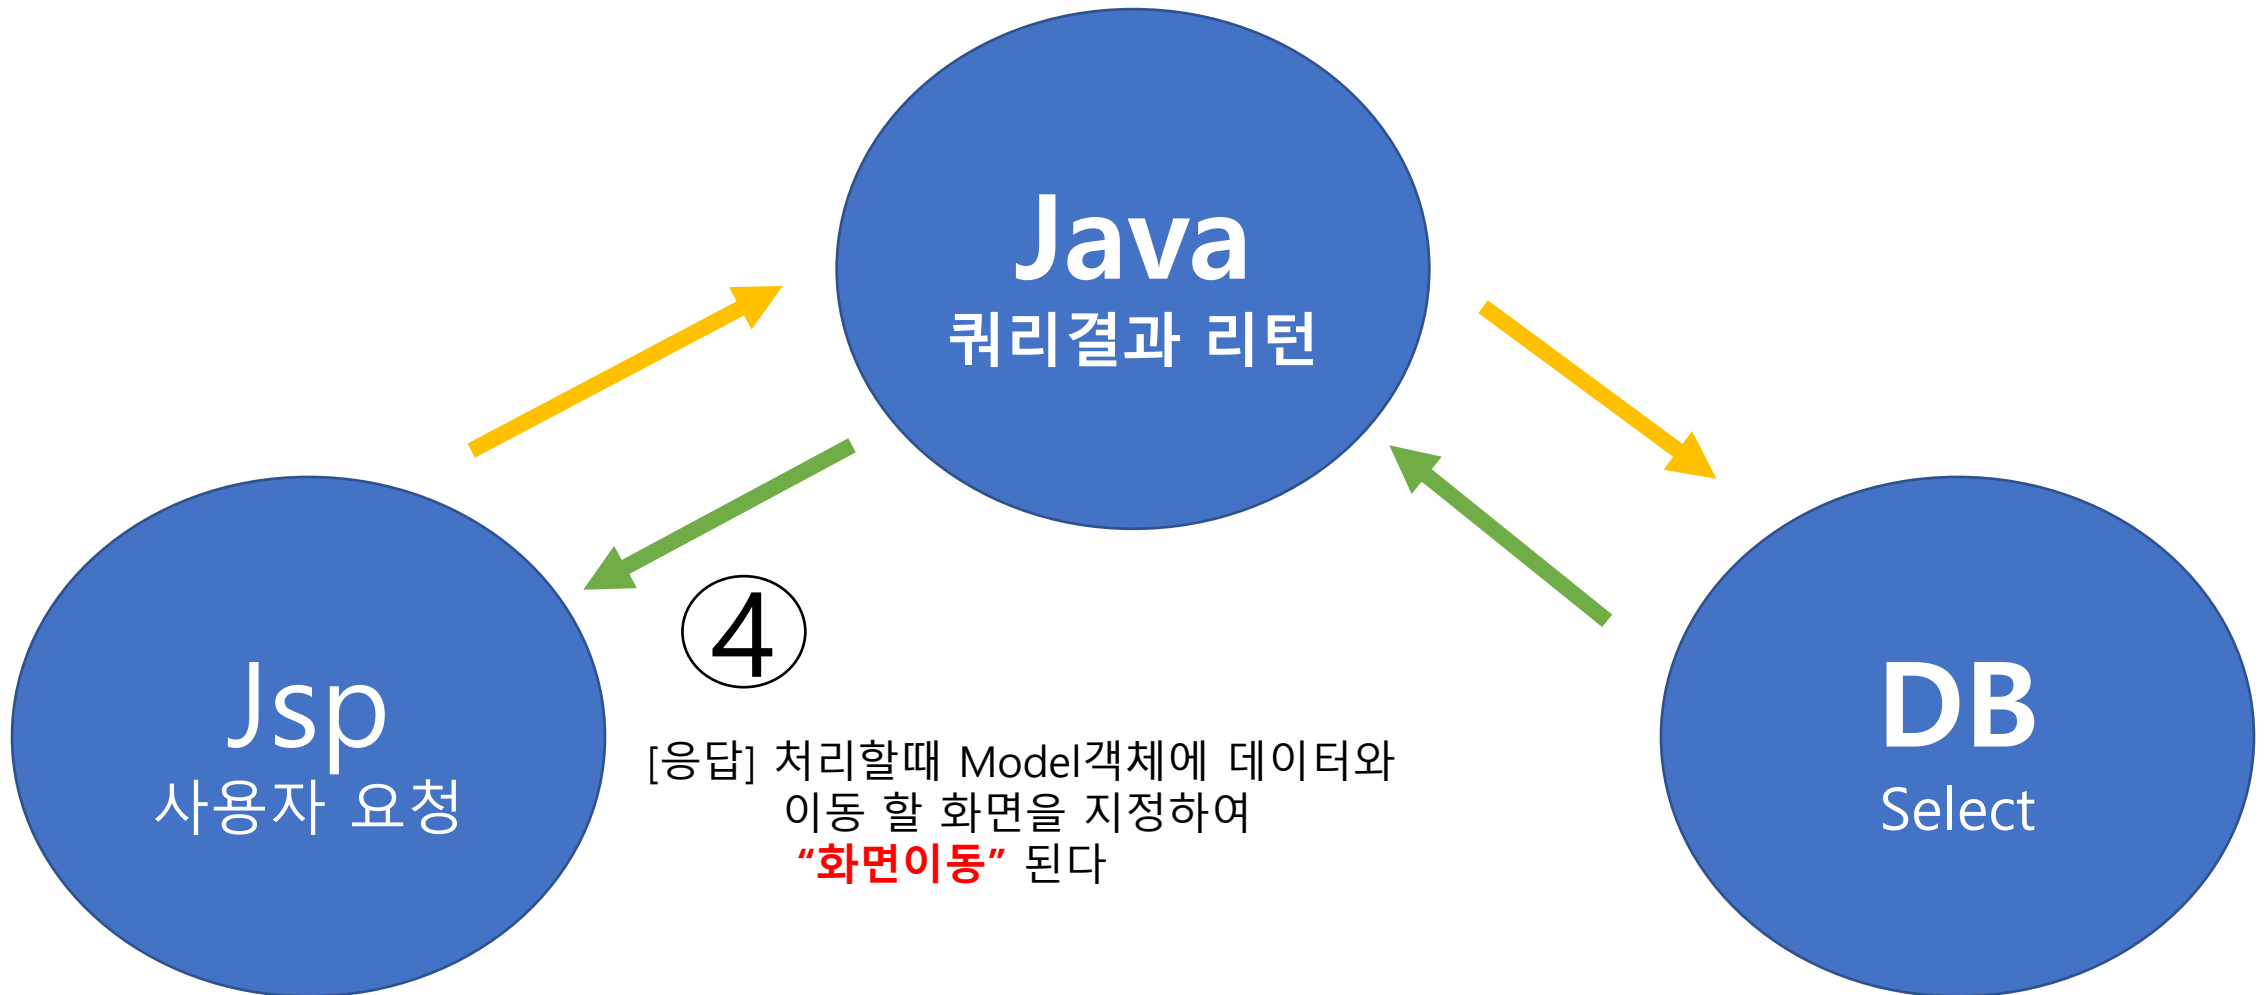 Java
쿼리결과 리턴
Jsp
사용자 요청
④
[응답] 처리할때 Model객체에 데이터와
이동 할 화면을 지정하여
“화면이동” 된다
DB
Select